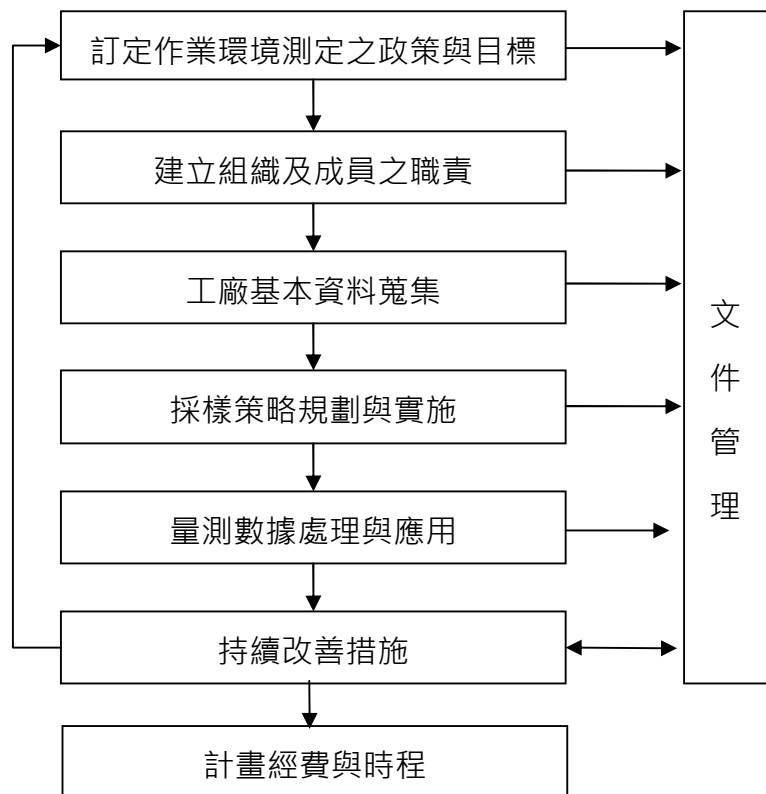 訂定作業環境測定之政策與目標
建立組織及成員之職責
工廠基本資料蒐集
採樣策略規劃與實施
量測數據處理與應用
持續改善措施
計畫經費與時程
文件管理